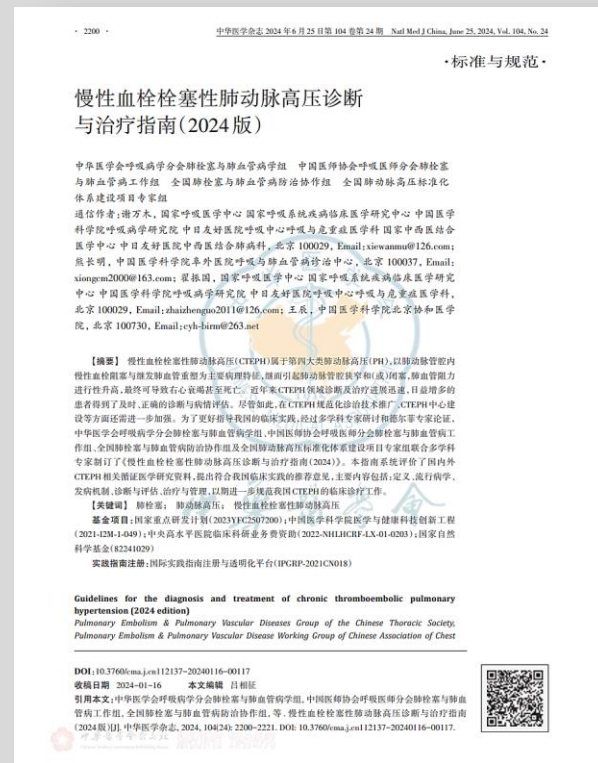 · 2200 ·
中华医学杂志 2024 年 6 月 25 日第 104 卷第 24 期 Natl Med J China, June 25, 2024, Vol. 104, No. 24
·标准与规范·
慢性血栓栓塞性肺动脉高压诊断
与治疗指南(2024版)
中华医学会呼吸病学分会肺栓塞与肺血管病学组 中国医师协会呼吸医师分会肺栓塞
与肺血管病工作组 全国肺栓塞与肺血管病防治协作组 全国肺动脉高压标准化
体系建设项目专家组
通信作者:谢万木,国家呼吸医学中心 国家呼吸系统疾病临床医学研究中心 中国医学
科学院呼吸病学研究院 中日友好医院呼吸中心呼吸与危重症医学科 国家中西医结合
医学中心 中日友好医院中西医结合肺病科,北京 100029,Email:xiewanmu@126.com;
熊长明,中国医学科学院阜外医院呼吸与肺血管病诊治中心,北京 100037,Email:
xiongcm2000@163.com;翟振国,国家呼吸医学中心 国家呼吸系统疾病临床医学研究
中心 中国医学科学院呼吸病学研究院 中日友好医院呼吸中心呼吸与危重症医学科,
北京 100029,Email:zhaizhenguo2011@126.com;王辰,中国医学科学院北京协和医学
院,北京 100730,Email:cyh-birm@263.net
【摘要】 慢性血栓栓塞性肺动脉高压(CTEPH)属于第四大类肺动脉高压(PH),以肺动脉管腔内
慢性血栓阻塞与继发肺血管重塑为主要病理特征,继而引起肺动脉管腔狭窄和(或)闭塞,肺血管阻力
进行性升高,最终可导致右心衰竭甚至死亡。近年来CTEPH领域诊断及治疗进展迅速,日益增多的
患者得到了及时、正确的诊断与病情评估。尽管如此,在CTEPH规范化诊治技术推广、CTEPH中心建
设等方面还需进一步加强。为了更好指导我国的临床实践,经过多学科专家研讨和德尔菲专家论证,
中华医学会呼吸病学分会肺栓塞与肺血管病学组、中国医师协会呼吸医师分会肺栓塞与肺血管病工
作组、全国肺栓塞与肺血管病防治协作组及全国肺动脉高压标准化体系建设项目专家组联合多学科
专家制订了《慢性血栓栓塞性肺动脉高压诊断与治疗指南(2024)》。本指南系统评价了国内外
CTEPH相关循证医学研究资料,提出符合我国临床实践的推荐意见,主要内容包括:定义、流行病学、
发病机制、诊断与评估、治疗与管理,以期进一步规范我国CTEPH的临床诊疗工作。
【关键词】 肺栓塞; 肺动脉高压; 慢性血栓栓塞性肺动脉高压
基金项目:国家重点研发计划(2023YFC2507200);中国医学科学院医学与健康科技创新工程
(2021-I2M-1-049);中央高水平医院临床科研业务费资助(2022-NHLHCRF-LX-01-0203);国家自然
科学基金(82241029)
实践指南注册:国际实践指南注册与透明化平台(IPGRP-2021CN018)
Guidelines for the diagnosis and treatment of chronic thromboembolic pulmonary
hypertension (2024 edition)
Pulmonary Embolism & Pulmonary Vascular Diseases Group of the Chinese Thoracic Society,
Pulmonary Embolism & Pulmonary Vascular Disease Working Group of Chinese Association of Chest
DOI:10.3760/cma.j.cn112137-20240116-00117
收稿日期 2024-01-16 本文编辑 吕相征
引用本文:中华医学会呼吸病学分会肺栓塞与肺血管病学组,中国医师协会呼吸医师分会肺栓塞与肺血
管病工作组,全国肺栓塞与肺血管病防治协作组,等. 慢性血栓栓塞性肺动脉高压诊断与治疗指南
(2024版)[J]. 中华医学杂志, 2024, 104(24): 2200-2221. DOI: 10.3760/cma.j.cn112137-20240116-00117.